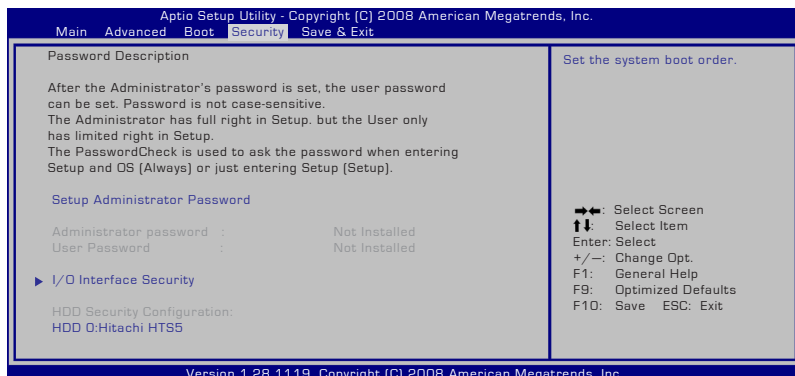 Aptio Setup Utility - Copyright (C) 2008 American Megatrends, Inc.
Main Advanced Boot Security Save & Exit
Password Description
After the Administrator's password is set, the user password
can be set. Password is not case-sensitive.
The Administrator has full right in Setup. but the User only
has limited right in Setup.
The PasswordCheck is used to ask the password when entering
Setup and OS (Always) or just entering Setup (Setup).
Setup Administrator Password
Administrator password : Not Installed
User Password : Not Installed
I/O Interface Security
HDD Security Configuration:
HDD 0:Hitachi HTS5
Set the system boot order.
: Select Screen
: Select Item
Enter: Select
+/—: Change Opt.
F1: General Help
F9: Optimized Defaults
F10: Save ESC: Exit
Version 1.28.1119. Copyright (C) 2008 American Megatrends, Inc.